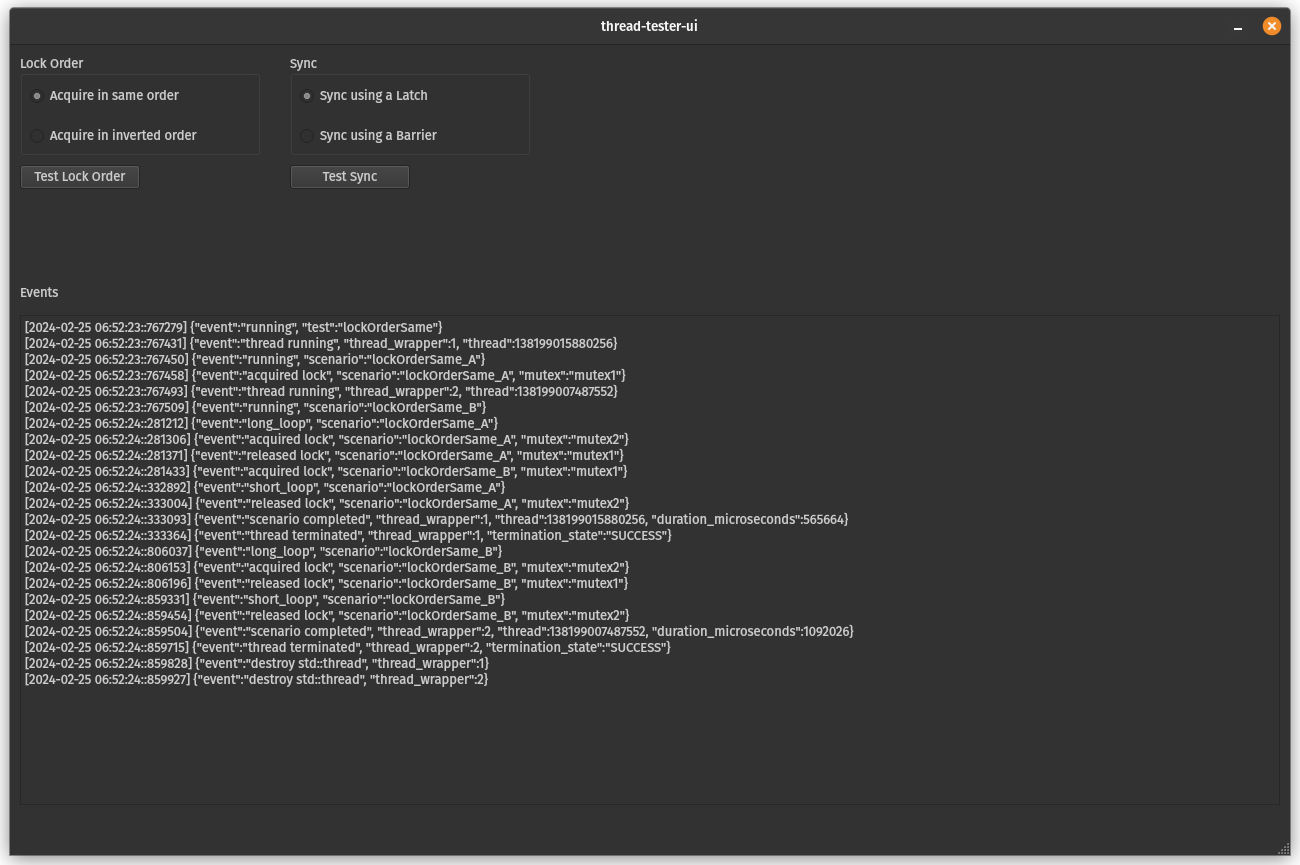 thread-tester-ui
Lock Order
Sync
Acquire in same order
Sync using a Latch
Acquire in inverted order
Sync using a Barrier
Test Lock Order
Test Sync
Events
[2024-02-25 06:52:23::767279] {"event":"running", "test":"lockOrderSame"}
[2024-02-25 06:52:23::767431] {"event":"thread running", "thread_wrapper":1, "thread":138199015880256}
[2024-02-25 06:52:23::767450] {"event":"running", "scenario":"lockOrderSame_A"}
[2024-02-25 06:52:23::767458] {"event":"acquired lock", "scenario":"lockOrderSame_A", "mutex":"mutex1"}
[2024-02-25 06:52:23::767493] {"event":"thread running", "thread_wrapper":2, "thread":138199007487552}
[2024-02-25 06:52:23::767509] {"event":"running", "scenario":"lockOrderSame_B"}
[2024-02-25 06:52:24::281212] {"event":"long_loop", "scenario":"lockOrderSame_A"}
[2024-02-25 06:52:24::281306] {"event":"acquired lock", "scenario":"lockOrderSame_A", "mutex":"mutex2"}
[2024-02-25 06:52:24::281371] {"event":"released lock", "scenario":"lockOrderSame_A", "mutex":"mutex1"}
[2024-02-25 06:52:24::281433] {"event":"acquired lock", "scenario":"lockOrderSame_B", "mutex":"mutex1"}
[2024-02-25 06:52:24::332892] {"event":"short_loop", "scenario":"lockOrderSame_A"}
[2024-02-25 06:52:24::333004] {"event":"released lock", "scenario":"lockOrderSame_A", "mutex":"mutex2"}
[2024-02-25 06:52:24::333093] {"event":"scenario completed", "thread_wrapper":1, "thread":138199015880256, "duration_microseconds":565664}
[2024-02-25 06:52:24::333364] {"event":"thread terminated", "thread_wrapper":1, "termination_state":"SUCCESS"}
[2024-02-25 06:52:24::806037] {"event":"long_loop", "scenario":"lockOrderSame_B"}
[2024-02-25 06:52:24::806153] {"event":"acquired lock", "scenario":"lockOrderSame_B", "mutex":"mutex2"}
[2024-02-25 06:52:24::806196] {"event":"released lock", "scenario":"lockOrderSame_B", "mutex":"mutex1"}
[2024-02-25 06:52:24::859331] {"event":"short_loop", "scenario":"lockOrderSame_B"}
[2024-02-25 06:52:24::859454] {"event":"released lock", "scenario":"lockOrderSame_B", "mutex":"mutex2"}
[2024-02-25 06:52:24::859504] {"event":"scenario completed", "thread_wrapper":2, "thread":138199007487552, "duration_microseconds":1092026}
[2024-02-25 06:52:24::859715] {"event":"thread terminated", "thread_wrapper":2, "termination_state":"SUCCESS"}
[2024-02-25 06:52:24::859828] {"event":"destroy std::thread", "thread_wrapper":1}
[2024-02-25 06:52:24::859927] {"event":"destroy std::thread", "thread_wrapper":2}